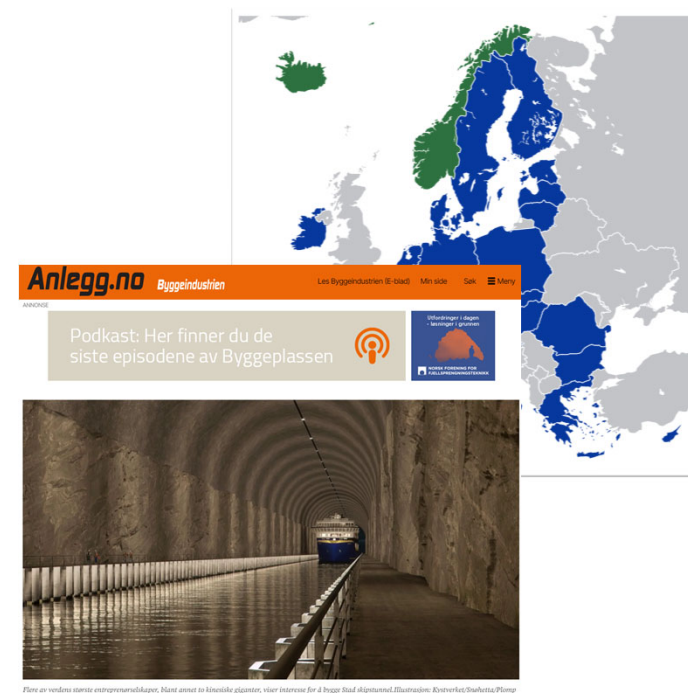 Anlegg.no Byggeindustrien Les Byggeindustrien (E-blad) Min side Søk Meny
ANNONSE
Podkast: Her finner du de
siste episodene av Byggeplassen
Utfordringer i dagen
- løsninger i grunnen
NORSK FORENING FOR
FJELLSPRENGNINGSTEKNIKK
Flere av verdens største entreprenørselskaper, blant annet to kinesiske giganter, viser interesse for å bygge Stad skipstunnel.Illustrasjon: Kystverket/Snøhetta/Plomp